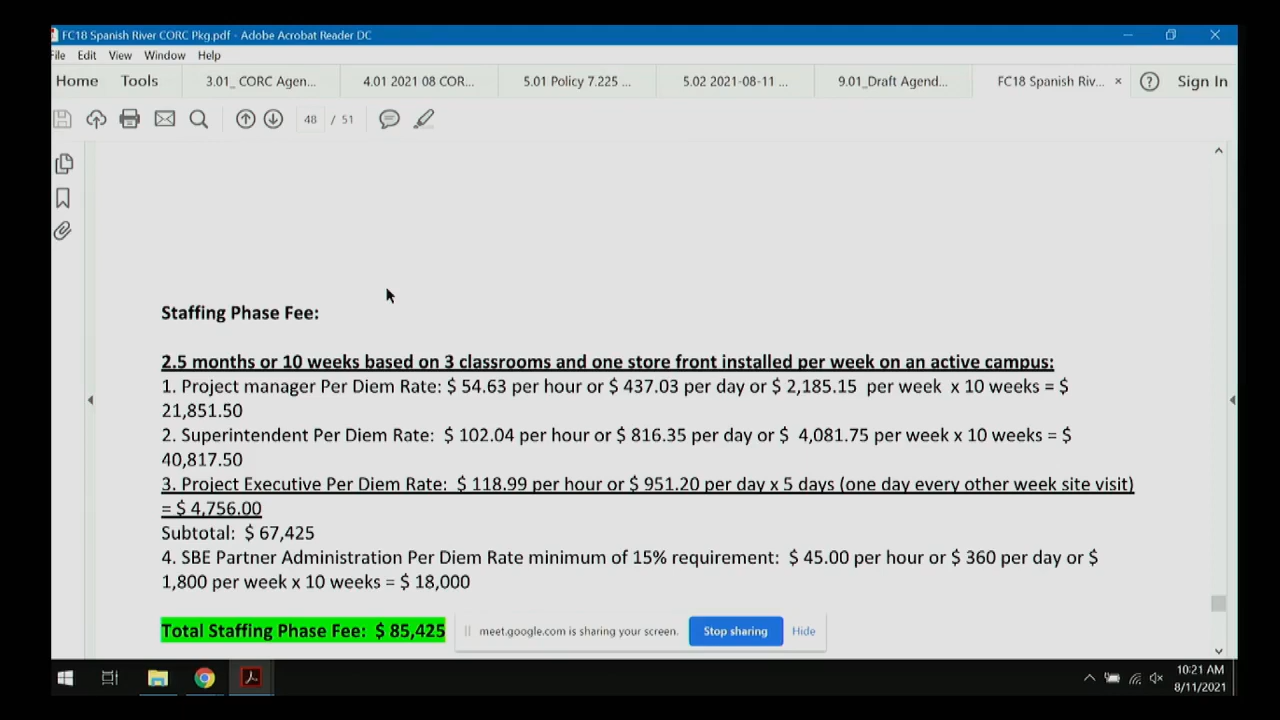 FC18 Spanish River CORC Pkg.pdf - Adobe Acrobat Reader DC
File Edit View Window Help
Home Tools 3.01_ CORC Agen... 4.01 2021 08 COR... 5.01 Policy 7.225 ... 5.02 2021-08-11 ... 9.01_Draft Agend... FC18 Spanish Riv... × ? Sign In
48 / 51
Staffing Phase Fee:
2.5 months or 10 weeks based on 3 classrooms and one store front installed per week on an active campus:
1. Project manager Per Diem Rate: $ 54.63 per hour or $ 437.03 per day or $ 2,185.15 per week x 10 weeks = $
21,851.50
2. Superintendent Per Diem Rate: $ 102.04 per hour or $ 816.35 per day or $ 4,081.75 per week x 10 weeks = $
40,817.50
3. Project Executive Per Diem Rate: $ 118.99 per hour or $ 951.20 per day x 5 days (one day every other week site visit)
= $ 4,756.00
Subtotal: $ 67,425
4. SBE Partner Administration Per Diem Rate minimum of 15% requirement: $ 45.00 per hour or $ 360 per day or $
1,800 per week x 10 weeks = $ 18,000
Total Staffing Phase Fee: $ 85,425
meet.google.com is sharing your screen. Stop sharing Hide
10:21 AM
8/11/2021